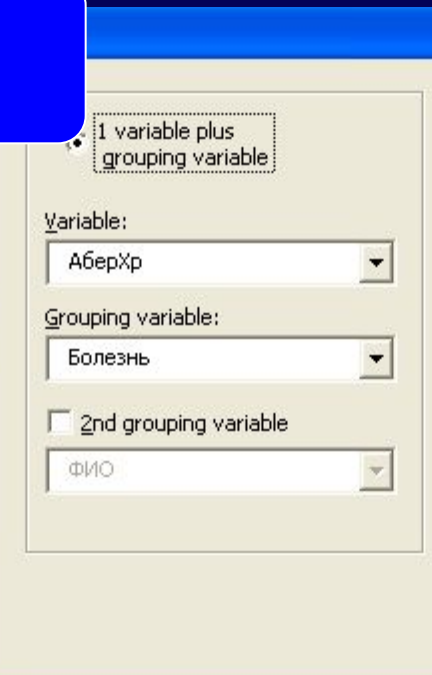 1 variable plus
grouping variable
Variable:
АберХр
Grouping variable:
Болезнь
2nd grouping variable
ФИО